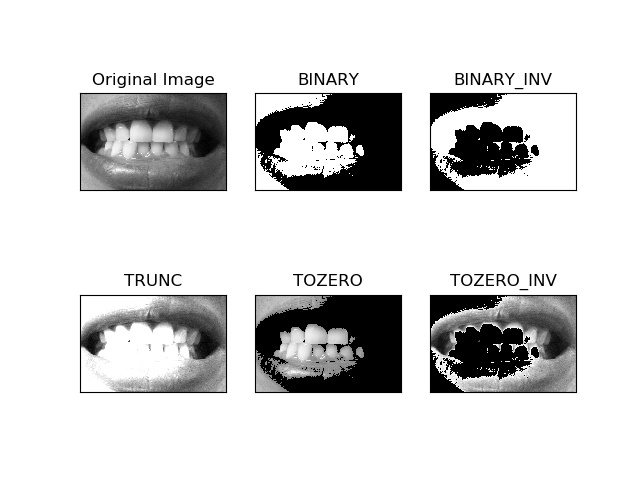 Original Image
BINARY
BINARY_INV
TRUNC
TOZERO
TOZERO_INV